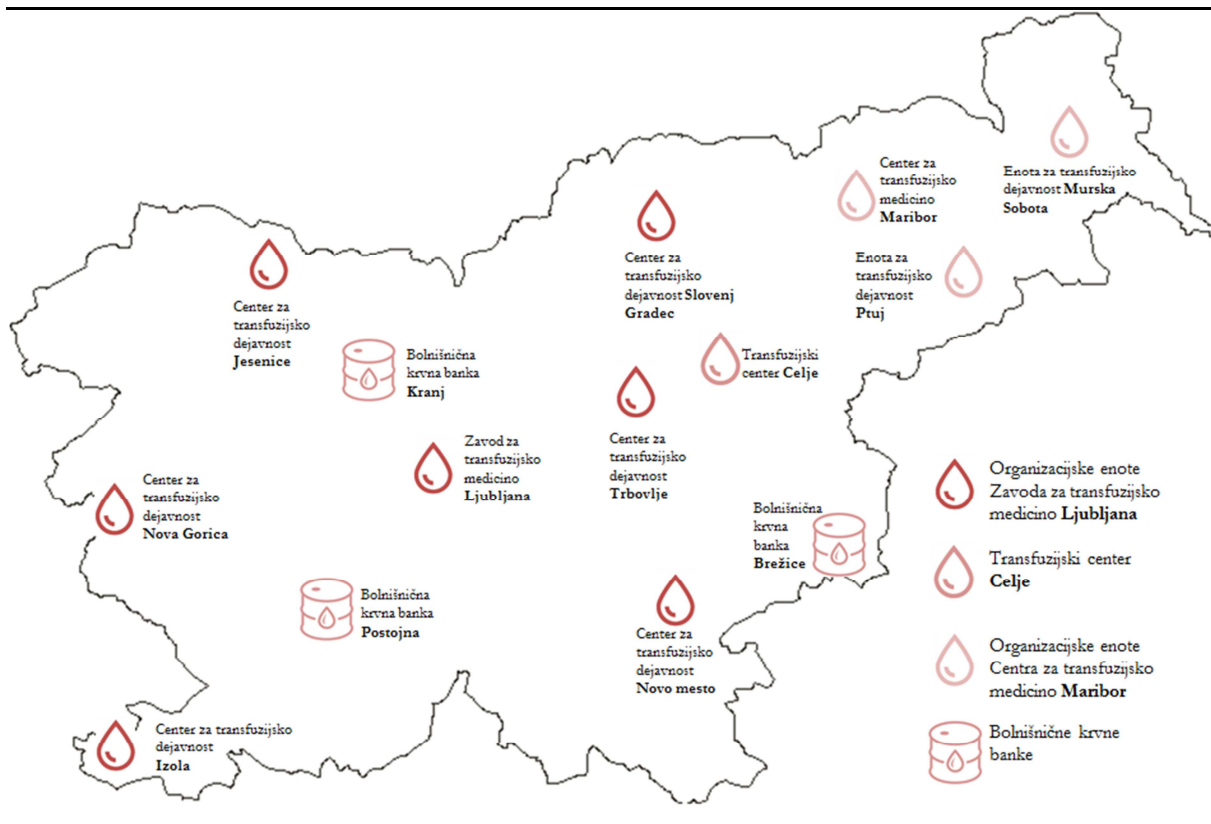 Center za
transfuzijsko
medicino
Maribor
Enota za transfuzijsko
dejavnost Murska
Sobota
Center za
transfuzijsko
dejavnost Slovenj
Gradec
Enota za
transfuzijsko
dejavnost
Ptuj
Center za
transfuzijsko
dejavnost
Jesenice
Bolnišnična
krvna banka
Kranj
Transfuzijski
center Celje
Zavod za
transfuzijsko
medicino
Ljubljana
Center za
transfuzijsko
dejavnost
Trbovlje
Center za
transfuzijsko
dejavnost
Nova Gorica
Bolnišnična
krvna
banka
Brežice
Bolnišnična
krvna banka
Postojna
Center za
transfuzijsko
dejavnost
Novo mesto
Center za transfuzijsko
dejavnost
Izola
Organizacijske enote
Zavoda za transfuzijsko
medicino Ljubljana
Transfuzijski center
Celje
Organizacijske enote
Centra za transfuzijsko
medicino Maribor
Bolnišnične krvne
banke